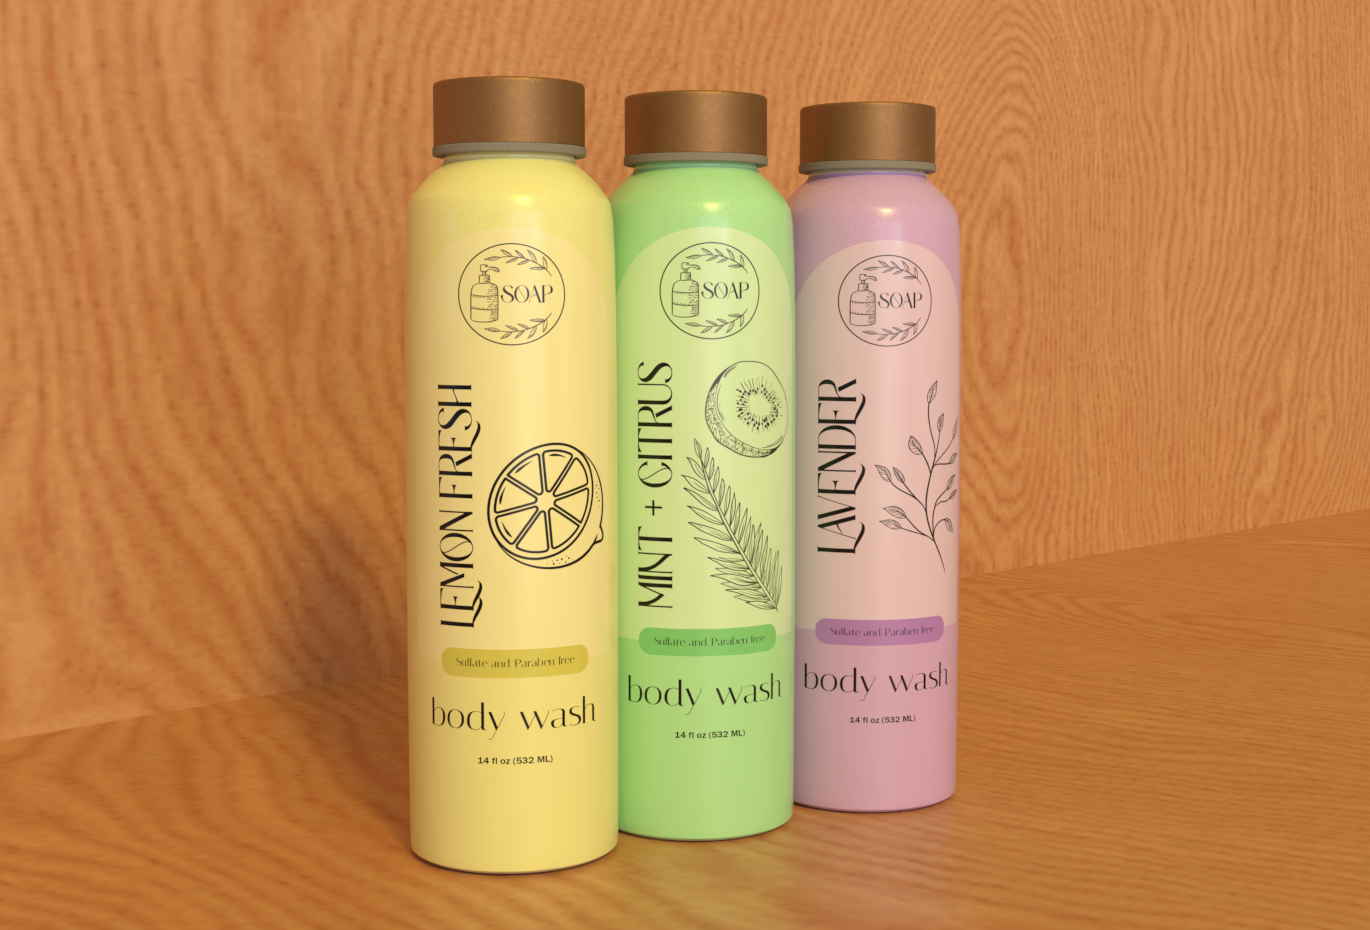 SOAP
LEMON FRESH
Sulfate and Paraben free
body wash
14 fl oz (532 ML)
SOAP
MINT + CITRUS
Sulfate and Paraben free
body wash
14 fl oz (532 ML)
SOAP
LAVENDER
Sulfate and Paraben free
body wash
14 fl oz (532 ML)